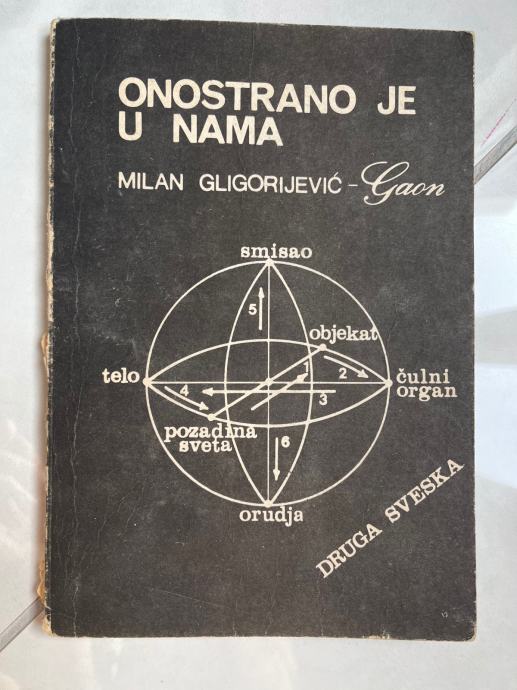 ONOSTRANO JE
U NAMA
MILAN GLIGORIJEVIĆ – Gaon
smisao
5
objekat
telo
1
2
čulni
organ
4
3
pozadina
sveta
6
orudja
DRUGA SVESKA